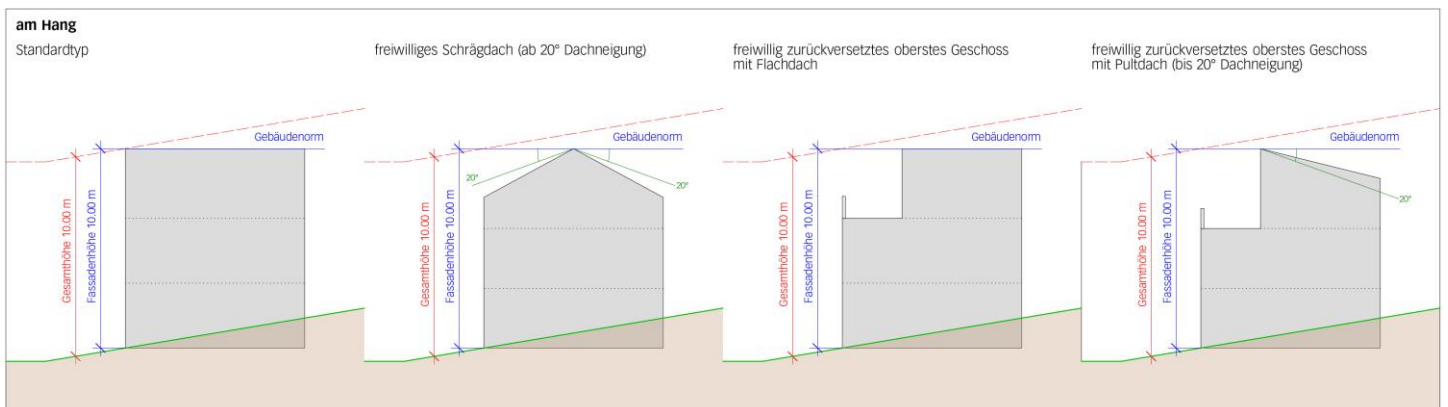 am Hang
Standardtyp
Gebäudenorm
Gesamthöhe 10.00 m
Fassadenhöhe 10.00 m
freiwilliges Schrägdach (ab 20° Dachneigung)
Gebäudenorm
20°
20°
Gesamthöhe 10.00 m
Fassadenhöhe 10.00 m
freiwillig zurückversetztes oberstes Geschoss
mit Flachdach
Gebäudenorm
Gesamthöhe 10.00 m
Fassadenhöhe 10.00 m
freiwillig zurückversetztes oberstes Geschoss
mit Pultdach (bis 20° Dachneigung)
Gebäudenorm
20°
Gesamthöhe 10.00 m
Fassadenhöhe 10.00 m